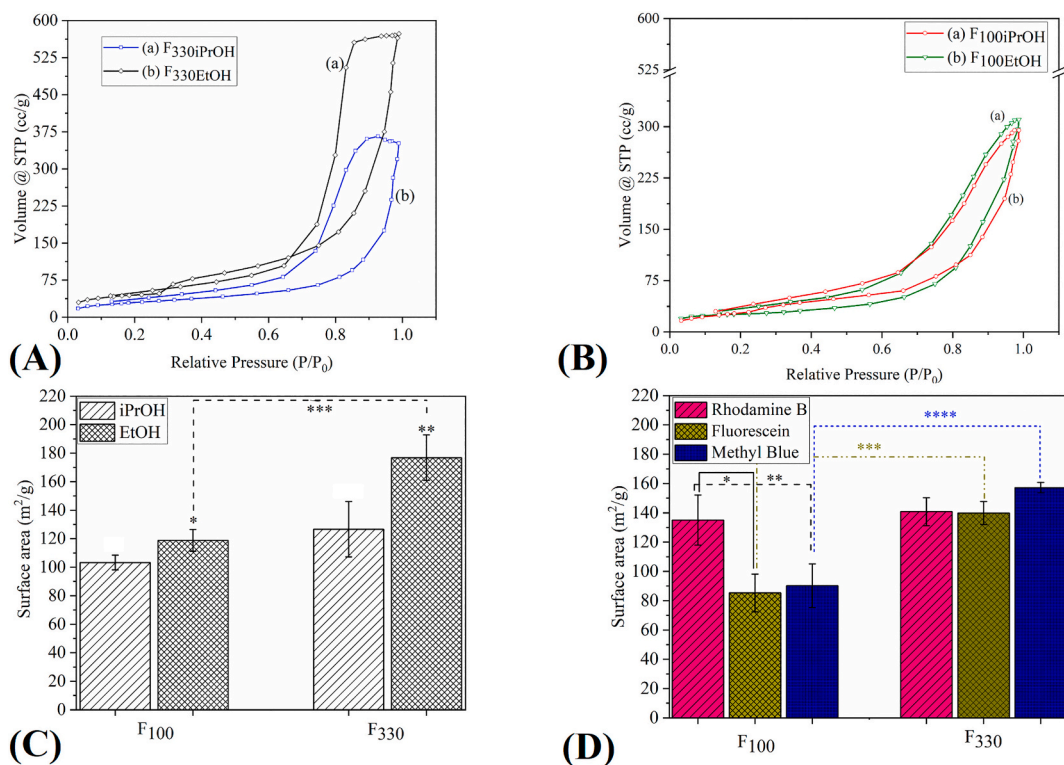 600
525
450
375
300
225
150
75
0
Volume @ STP (cc/g)
(a) F330iPrOH
(b) F330EtOH
(a)
(b)
0.0 0.2 0.4 0.6 0.8 1.0
Relative Pressure (P/P0)
(A)
600
525
300
225
150
75
0
Volume @ STP (cc/g)
(a) F100iPrOH
(b) F100EtOH
(a)
(b)
0.0 0.2 0.4 0.6 0.8 1.0
Relative Pressure (P/P0)
(B)
220
200
180
160
140
120
100
80
60
40
20
0
Surface area (m²/g)
iPrOH
EtOH
***
**
*
F100 F330
(C)
220
200
180
160
140
120
100
80
60
40
20
0
Surface area (m²/g)
Rhodamine B
Fluorescein
Methyl Blue
****
***
* **
F100 F330
(D)